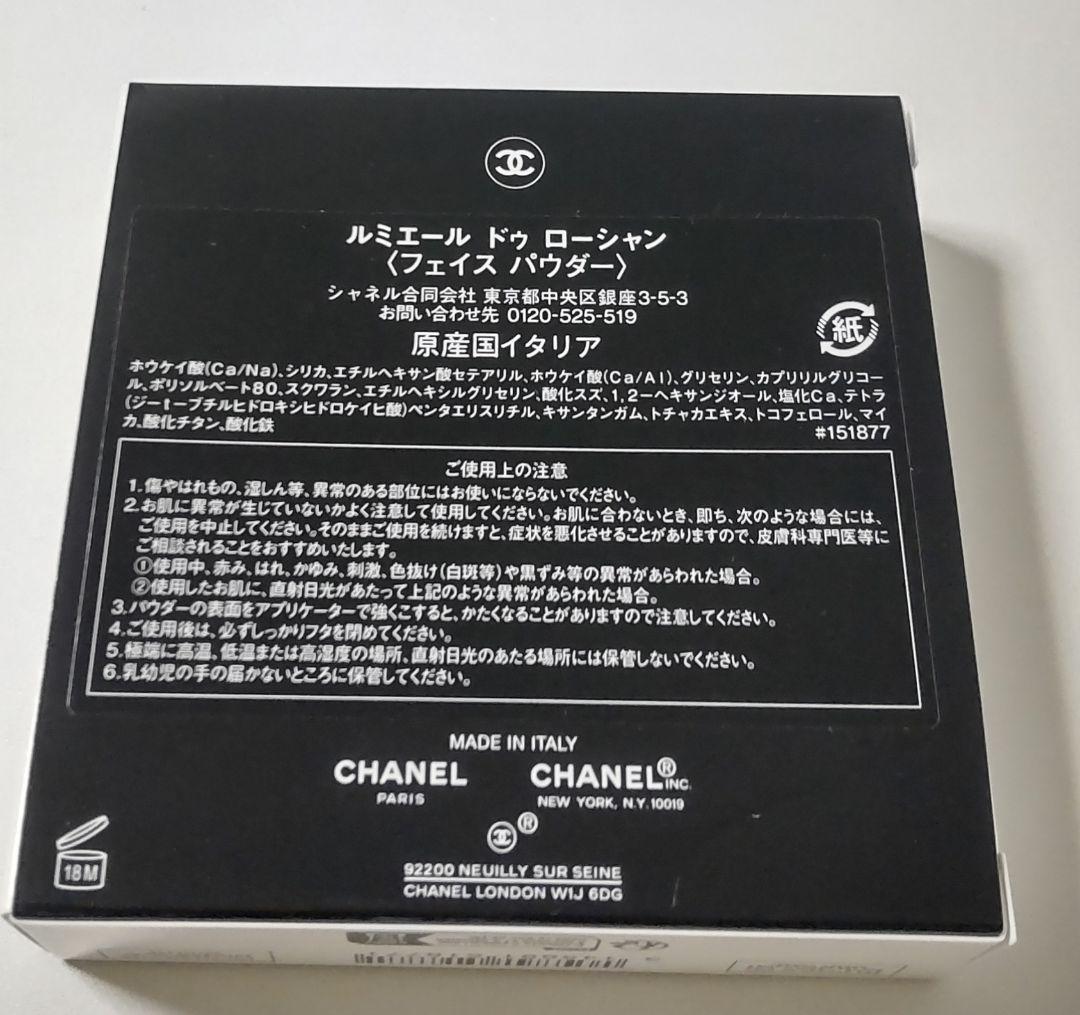 ルミエール ドゥ ローシャン
〈フェイス パウダー〉
シャネル合同会社 東京都中央区銀座3-5-3
お問い合わせ先 0120-525-519
原産国イタリア
紙
ホウケイ酸(Ca/Na)、シリカ、エチルヘキサン酸セテアリル、ホウケイ酸(Ca/Al)、グリセリン、カプリリルグリコー
ル、ポリソルベート80、スクワラン、エチルヘキシルグリセリン、酸化スズ、1,2-ヘキサンジオール、塩化Ca、テトラ
(ジ-t-ブチルヒドロキシヒドロケイヒ酸)ペンタエリスリチル、キサンタンガム、トチャカエキス、トコフェロール、マイ
カ、酸化チタン、酸化鉄
#151877
ご使用上の注意
1.傷やはれもの、湿しん等、異常のある部位にはお使いにならないでください。
2.お肌に異常が生じていないかよく注意して使用してください。お肌に合わないとき、即ち、次のような場合には、
ご使用を中止してください。そのままご使用を続けますと、症状を悪化させることがありますので、皮膚科専門医等に
ご相談されることをおすすめいたします。
①使用中、赤み、はれ、かゆみ、刺激、色抜け(白斑等)や黒ずみ等の異常があらわれた場合。
②使用したお肌に、直射日光があたって上記のような異常があらわれた場合。
3.パウダーの表面をアプリケーターで強くこすると、かたくなることがありますので注意してください。
4.ご使用後は、必ずしっかりフタを閉めてください。
5.極端に高温、低温または高湿度の場所、直射日光のあたる場所には保管しないでください。
6.乳幼児の手の届かないところに保管してください。
MADE IN ITALY
CHANEL CHANEL® INC.
PARIS NEW YORK, N.Y. 10019
®
18M
92200 NEUILLY SUR SEINE
CHANEL LONDON W1J 6DG